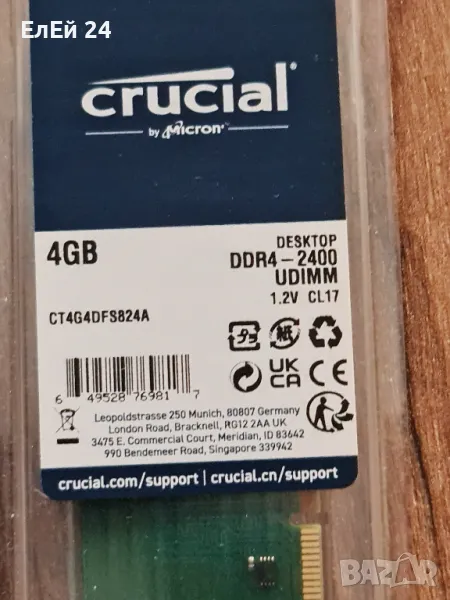 ЕлЕй 24
crucial
by Micron
4GB
DESKTOP
DDR4-2400
UDIMM
1.2V CL17
CT4G4DFS824A
紙
UK
CA CE
6 49528 76981 7
Leopoldstrasse 250 Munich, 80807 Germany
London Road, Bracknell, RG12 2AA UK
3475 E. Commercial Court, Meridian, ID 83642
990 Bendemeer Road, Singapore 339942
crucial.com/support | crucial.cn/support
BAZAR